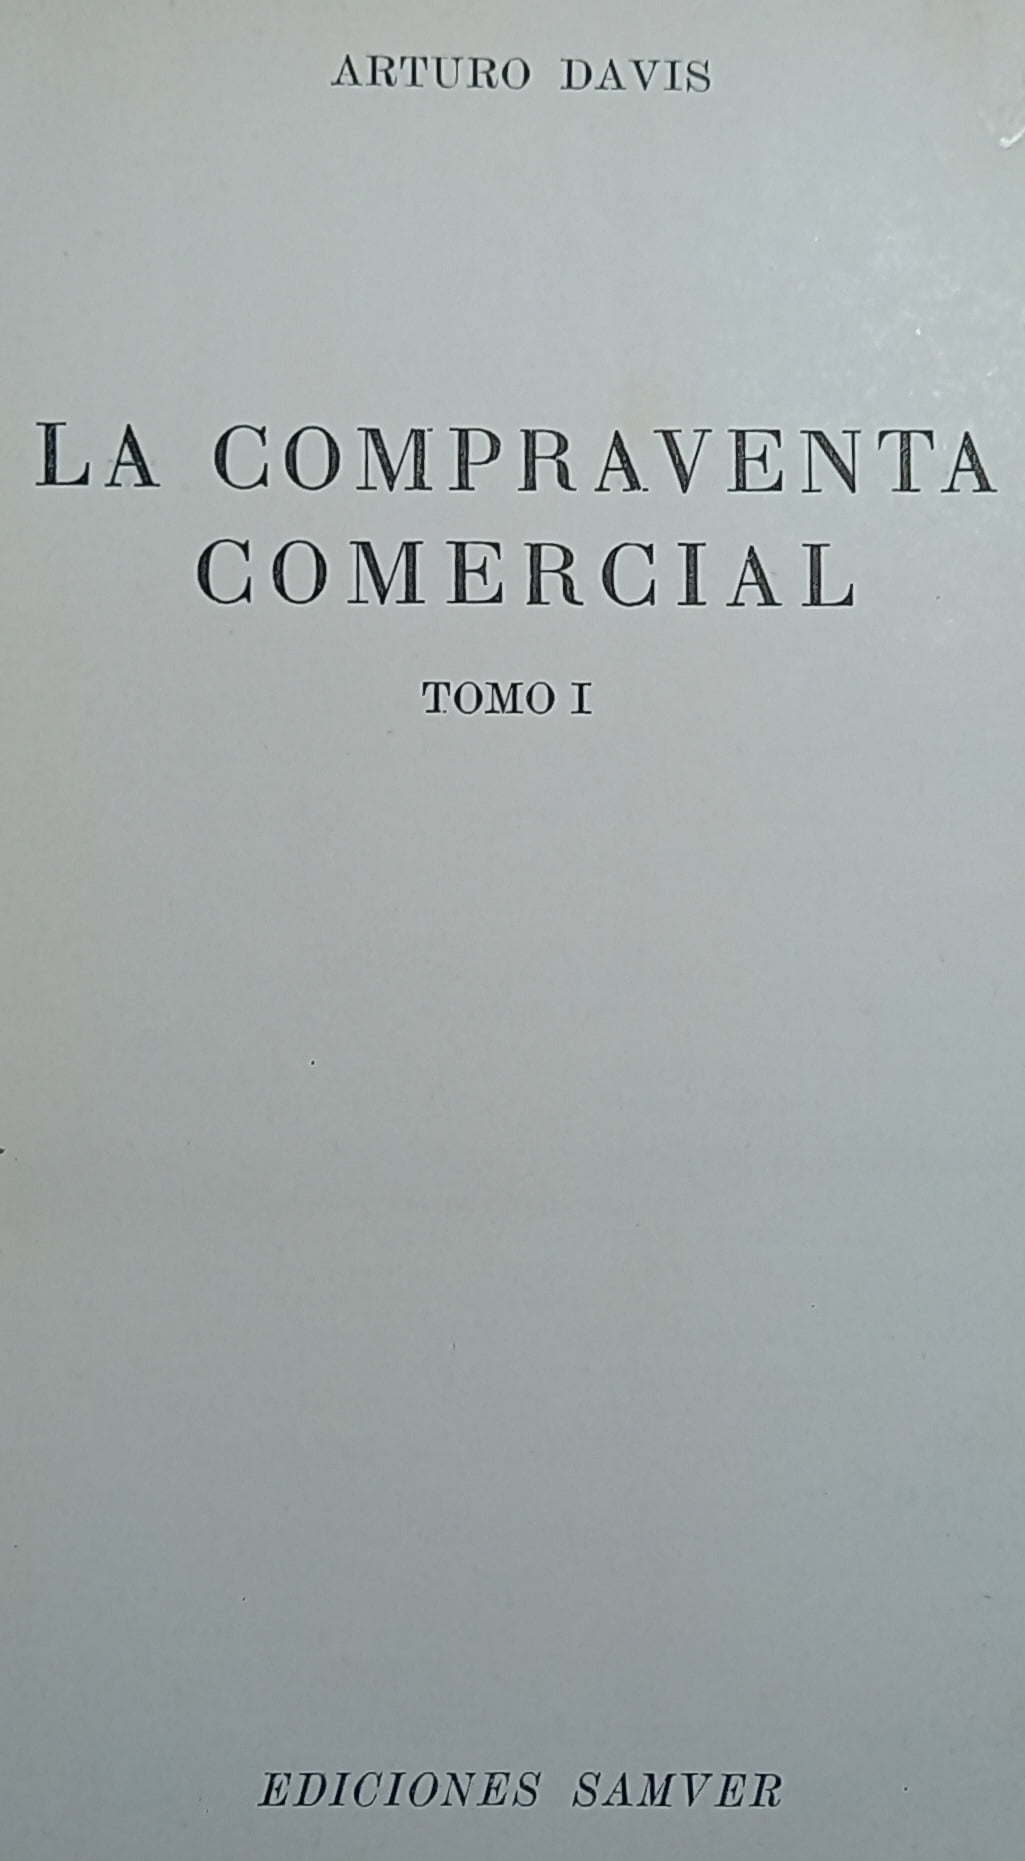 ARTURO DAVIS
LA COMPRAVENTA
COMERCIAL
TOMO I
EDICIONES SAMVER